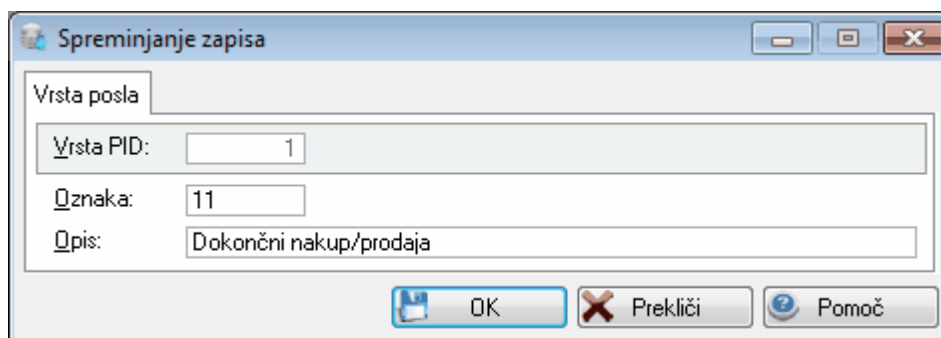 Spreminjanje zapisa
Vrsta posla
Vrsta PID: 1
Oznaka: 11
Opis: Dokončni nakup/prodaja
OK Prekliči Pomoč